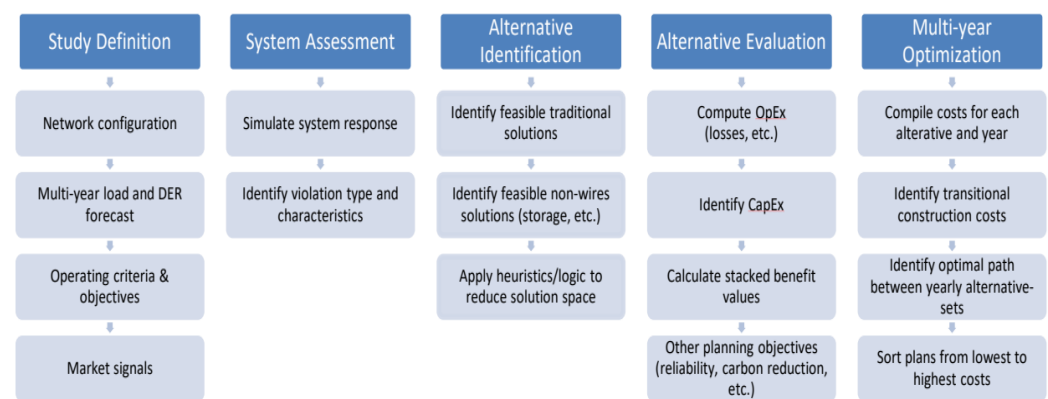 Study Definition
Network configuration
Multi-year load and DER
forecast
Operating criteria &
objectives
Market signals
System Assessment
Simulate system response
Identify violation type and
characteristics
Alternative
Identification
Identify feasible traditional
solutions
Identify feasible non-wires
solutions (storage, etc.)
Apply heuristics/logic to
reduce solution space
Alternative Evaluation
Compute OpEx
(losses, etc.)
Identify CapEx
Calculate stacked benefit
values
Other planning objectives
(reliability, carbon reduction,
etc.)
Multi-year
Optimization
Compile costs for each
alterative and year
Identify transitional
construction costs
Identify optimal path
between yearly alternative-
sets
Sort plans from lowest to
highest costs